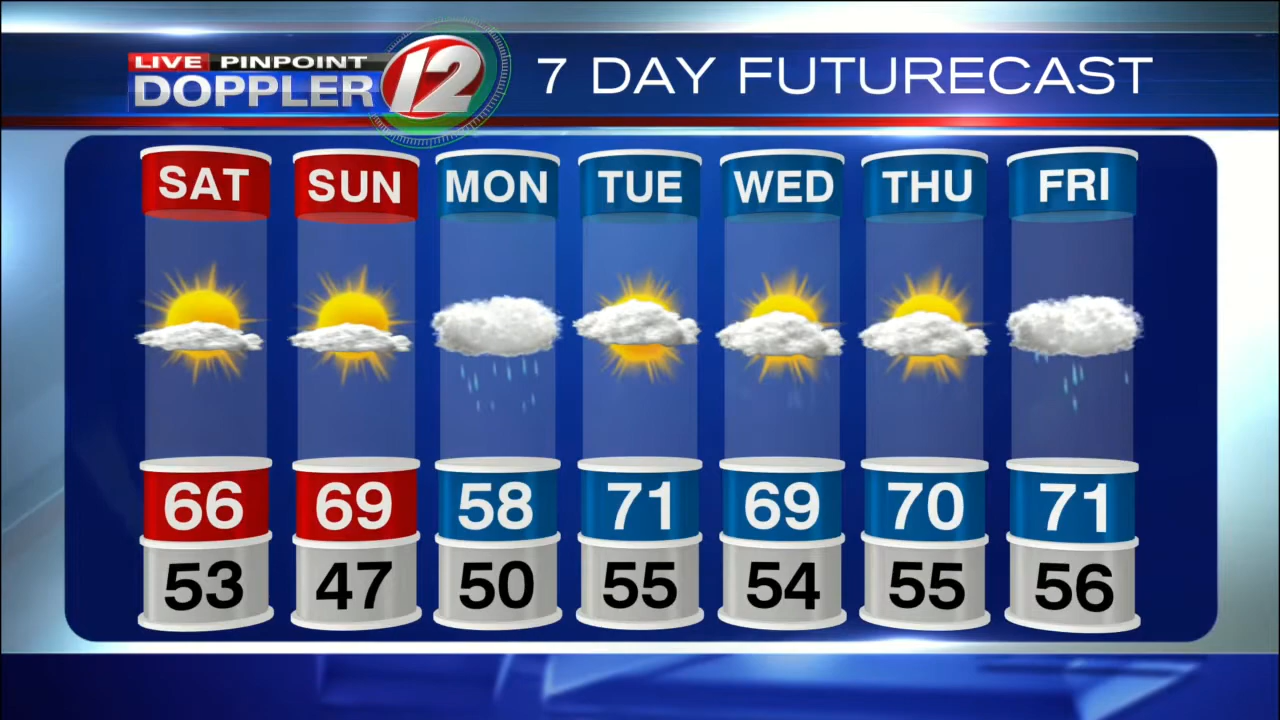 LIVE PINPOINT
DOPPLER 12
7 DAY FUTURECAST
SAT SUN MON TUE WED THU FRI
66 69 58 71 69 70 71
53 47 50 55 54 55 56